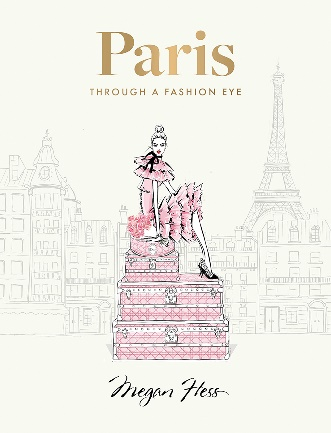 Paris
THROUGH A FASHION EYE
Megan Hess